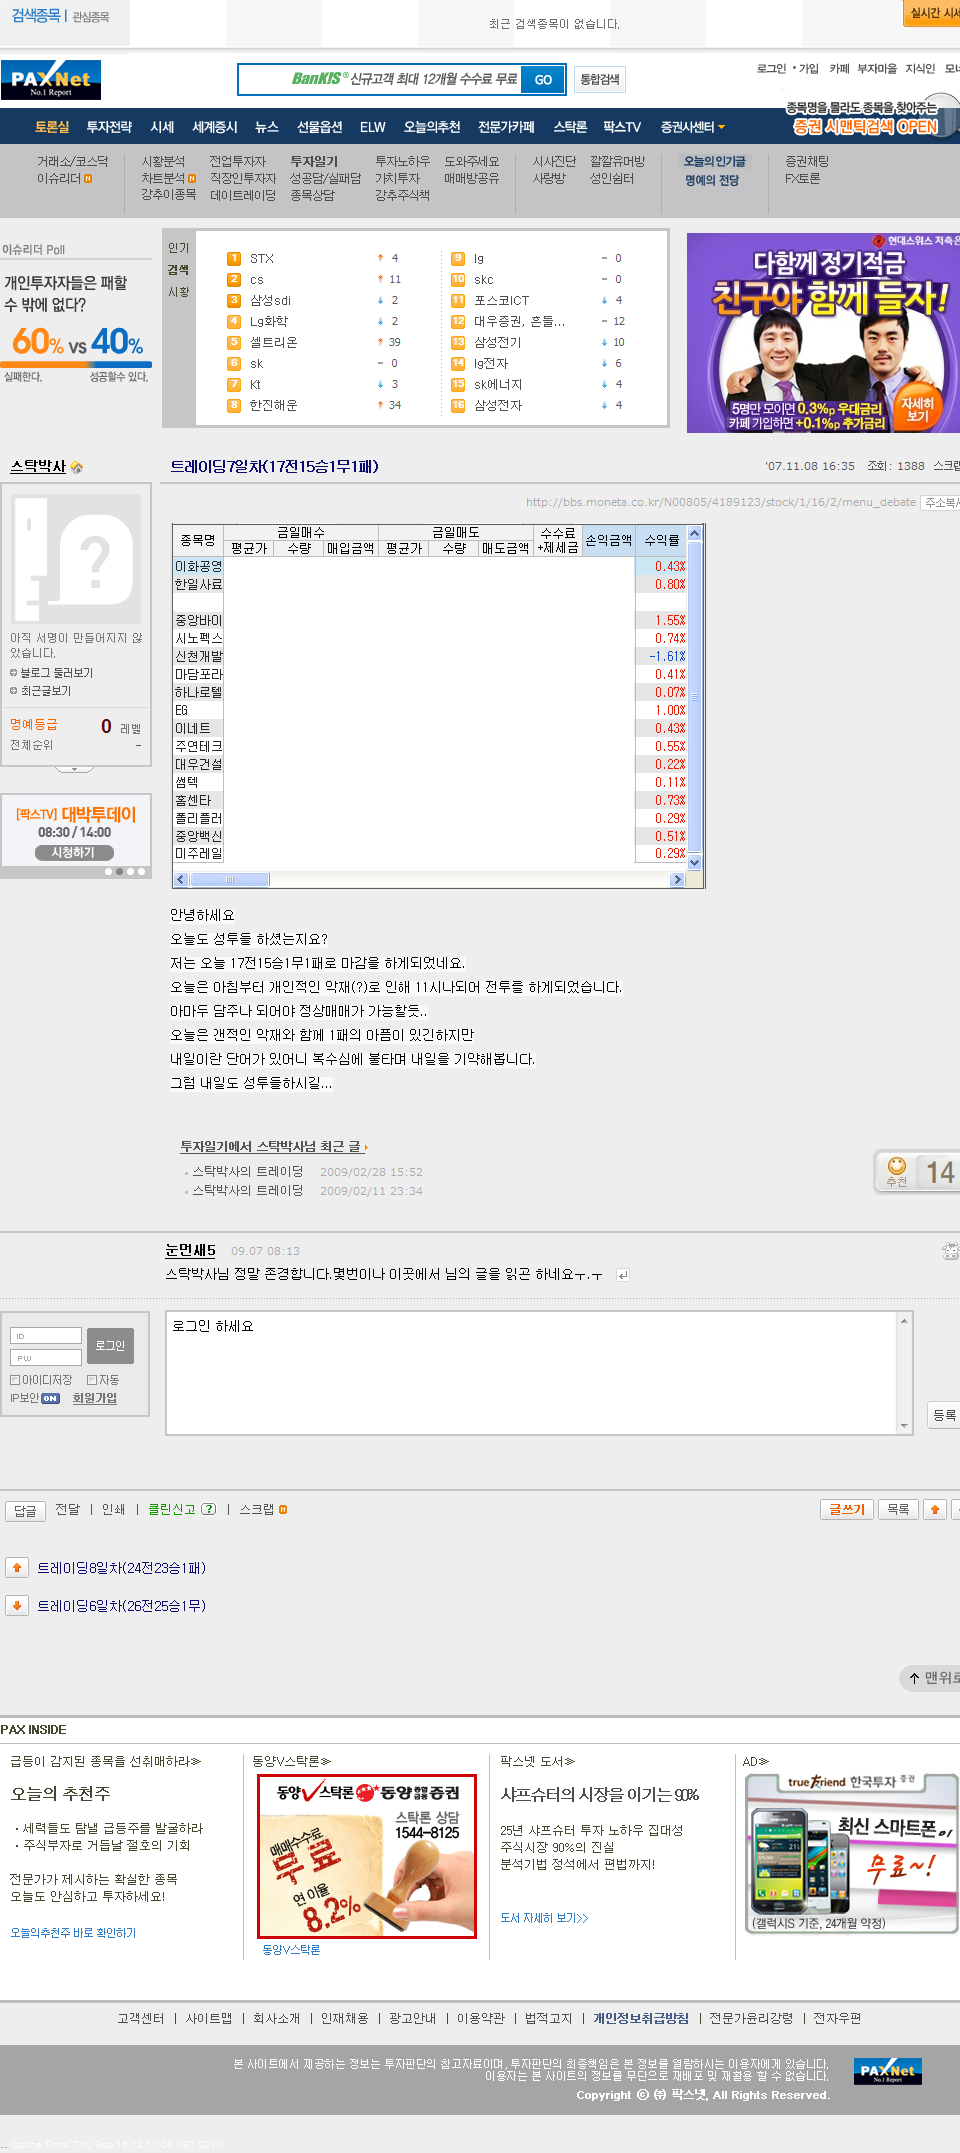 검색종목 | 관심종목
최근 검색종목이 없습니다.
실시간 시세
PAXNet
No.1 Report
BanKIS® 신규고객 최대 12개월 수수료 무료 GO 통합검색
로그인 • 가입 카페 부자마을 지식인 모네
종목명을 몰라도 종목을 찾아주는
증권 시맨틱검색 OPEN
토론실 투자전략 시세 세계증시 뉴스 선물옵션 ELW 오늘의추천 전문가카페 스탁론 팍스TV 증권사센터
거래소/코스닥 시황분석 전업투자자 투자일기 투자노하우 도와주세요 시사진단 깔깔유머방 오늘의 인기글 증권채팅
이슈리더 N 차트분석 N 직장인투자자 성공담/실패담 가치투자 매매방공유 사랑방 성인쉼터 명예의 전당 FX토론
강추이종목 데이트레이딩 종목상담 강추주식책
이슈리더 Poll
개인투자자들은 패할
수 밖에 없다?
60% vs 40%
실패한다. 성공할수 있다.
인기
검색
시황
1 STX ↑ 4 9 lg - 0
2 cs ↑ 11 10 skc - 0
3 삼성sdi ↓ 2 11 포스코ICT ↓ 4
4 Lg화학 ↓ 2 12 대우증권, 흔들... - 12
5 셀트리온 ↑ 39 13 삼성전기 ↓ 10
6 sk - 0 14 lg전자 ↓ 6
7 Kt ↓ 3 15 sk에너지 ↓ 4
8 한진해운 ↑ 34 16 삼성전자 ↓ 4
현대스위스 저축은
다함께 정기적금
친구야 함께 들자!
5명만 모이면 0.3%p 우대금리
카페 가입하면 +0.1%p 추가금리
자세히
보기
스탁박사
아직 서명이 만들어지지 않
았습니다.
블로그 둘러보기
최근글보기
명예등급 0 레벨
전체순위 -
[팍스TV] 대박투데이
08:30 / 14:00
시청하기
트레이딩7일차(17전15승1무1패)
'07.11.08 16:35 조회: 1388 스크랩
http://bbs.moneta.co.kr/N00805/4189123/stock/1/16/2/menu_debate 주소복사
종목명 금일매수 금일매도 수수료 손익금액 수익률
평균가 수량 매입금액 평균가 수량 매도금액 +제세금
이화공영 0.43%
한일사료 0.80%
중앙바이 1.55%
시노펙스 0.74%
신천개발 -1.61%
마담포라 0.41%
하나로텔 0.07%
EG 1.00%
이네트 0.43%
주연테크 0.55%
대우건설 0.22%
썸텍 0.11%
홈센타 0.73%
폴리플러 0.29%
중앙백신 0.51%
미주레일 0.29%
안녕하세요
오늘도 성투들 하셨는지요?
저는 오늘 17전15승1무1패로 마감을 하게되었네요.
오늘은 아침부터 개인적인 악재(?)로 인해 11시나되어 전투를 하게되었습니다.
아마두 담주나 되어야 정상매매가 가능할듯..
오늘은 갠적인 악재와 함께 1패의 아픔이 있긴하지만
내일이란 단어가 있어니 복수심에 불타며 내일을 기약해봅니다.
그럼 내일도 성투들하시길...
투자일기에서 스탁박사님 최근 글
스탁박사의 트레이딩 2009/02/28 15:52
스탁박사의 트레이딩 2009/02/11 23:34
추천 14
눈먼새5 09.07 08:13
스탁박사님 정말 존경합니다.몇번이나 이곳에서 님의 글을 읽곤 하네요ㅜ.ㅜ
ID
PW
로그인
아이디저장 자동
IP보안 ON 회원가입
로그인 하세요
등록
답글 전달 | 인쇄 | 클린신고 ? | 스크랩 N
글쓰기 목록
트레이딩8일차(24전23승1패)
트레이딩6일차(26전25승1무)
↑ 맨위로
PAX INSIDE
급등이 감지된 종목을 선취매하라≫
오늘의 추천주
· 세력들도 탐낼 급등주를 발굴하라
· 주식부자로 거듭날 절호의 기회
전문가가 제시하는 확실한 종목
오늘도 안심하고 투자하세요!
오늘의추천주 바로 확인하기
동양V스탁론≫
동양 V스탁론 동양종합금융증권
스탁론 상담
1544-8125
매매수수료
무료
연 이율
8.2%
동양V스탁론
팍스넷 도서≫
샤프슈터의 시장을 이기는 90%
25년 샤프슈터 투자 노하우 집대성
주식시장 90%의 진실
분석기법 정석에서 편법까지!
도서 자세히 보기>>
AD≫
true Friend 한국투자 증권
최신 스마트폰이
무료~!
(갤럭시S 기준, 24개월 약정)
고객센터 | 사이트맵 | 회사소개 | 인재채용 | 광고안내 | 이용약관 | 법적고지 | 개인정보취급방침 | 전문가윤리강령 | 전자우편
본 사이트에서 제공하는 정보는 투자판단의 참고자료이며, 투자판단의 최종책임은 본 정보를 열람하시는 이용자에게 있습니다.
이용자는 본 사이트의 정보를 무단으로 재배포 및 재활용 할 수 없습니다.
Copyright ⓒ ㈜ 팍스넷, All Rights Reserved.
PAXNet
No.1 Report
.. Cache Time: Thu Sep 16 12:11:06 KST 2010